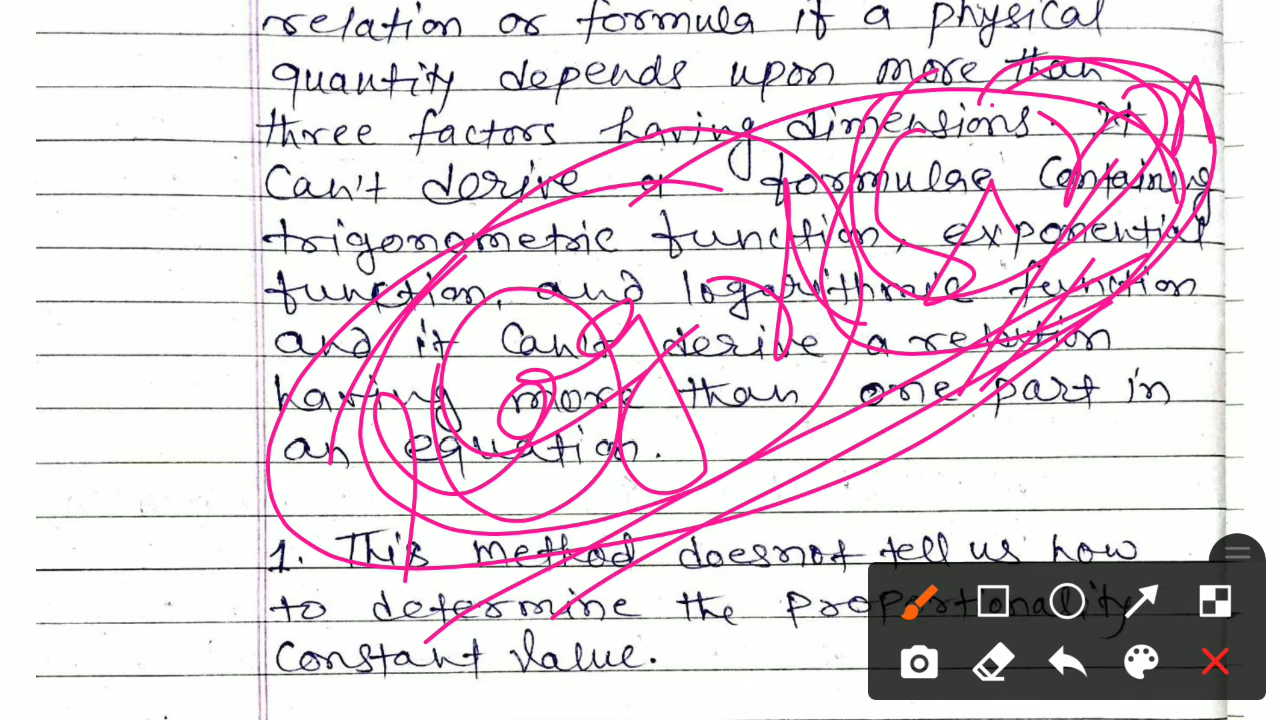 relation or formula if a physical
quantity depends upon more than
three factors having dimensions. It
Can't derive a formulae Containing
trigonometric function, exponential
function, and logarithmic function
and it Can't derive a relation
having more than one part in
an equation.
1. This method doesnot tell us how
to determine the proportionality
Constant Value.